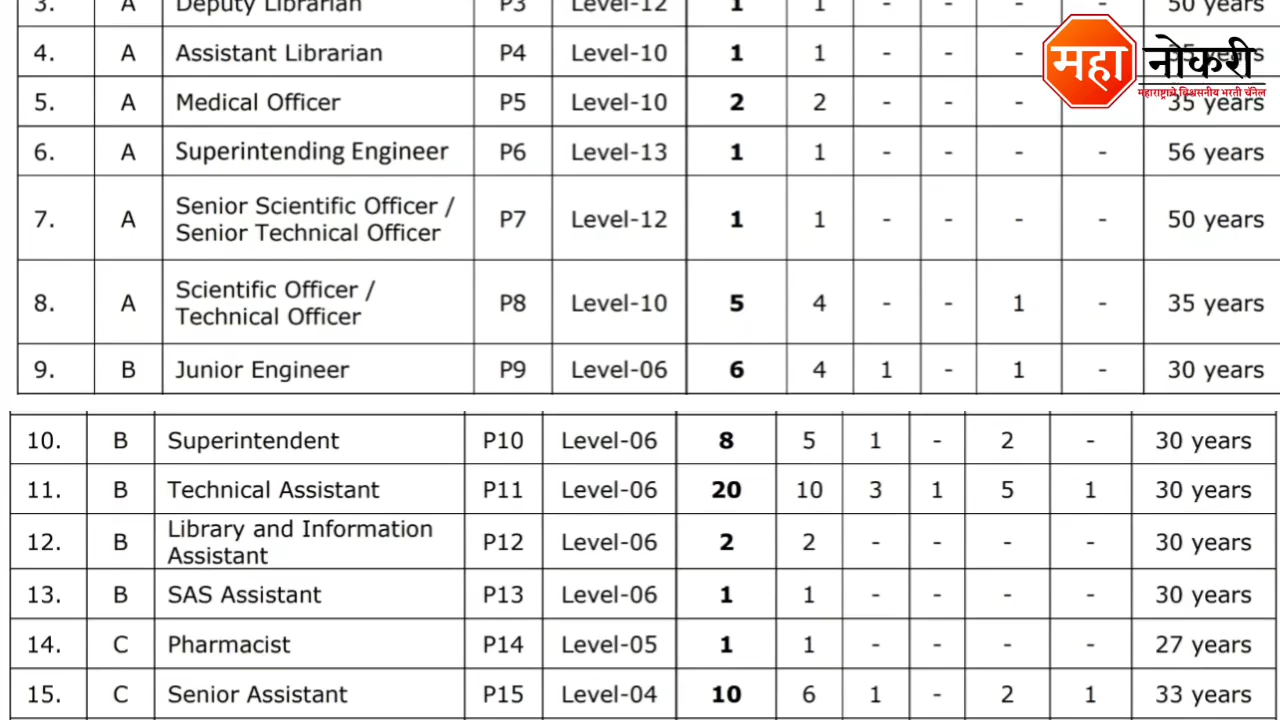 3. A Deputy Librarian P3 Level-12 1 1 - - - - 50 years
4. A Assistant Librarian P4 Level-10 1 1 - - - 35 years
महा नोकरी
महाराष्ट्राचे विश्वसनीय भरती चॅनेल
5. A Medical Officer P5 Level-10 2 2 - - - 35 years
6. A Superintending Engineer P6 Level-13 1 1 - - - - 56 years
7. A Senior Scientific Officer / Senior Technical Officer P7 Level-12 1 1 - - - - 50 years
8. A Scientific Officer / Technical Officer P8 Level-10 5 4 - - 1 - 35 years
9. B Junior Engineer P9 Level-06 6 4 1 - 1 - 30 years
10. B Superintendent P10 Level-06 8 5 1 - 2 - 30 years
11. B Technical Assistant P11 Level-06 20 10 3 1 5 1 30 years
12. B Library and Information Assistant P12 Level-06 2 2 - - - - 30 years
13. B SAS Assistant P13 Level-06 1 1 - - - - 30 years
14. C Pharmacist P14 Level-05 1 1 - - - - 27 years
15. C Senior Assistant P15 Level-04 10 6 1 - 2 1 33 years